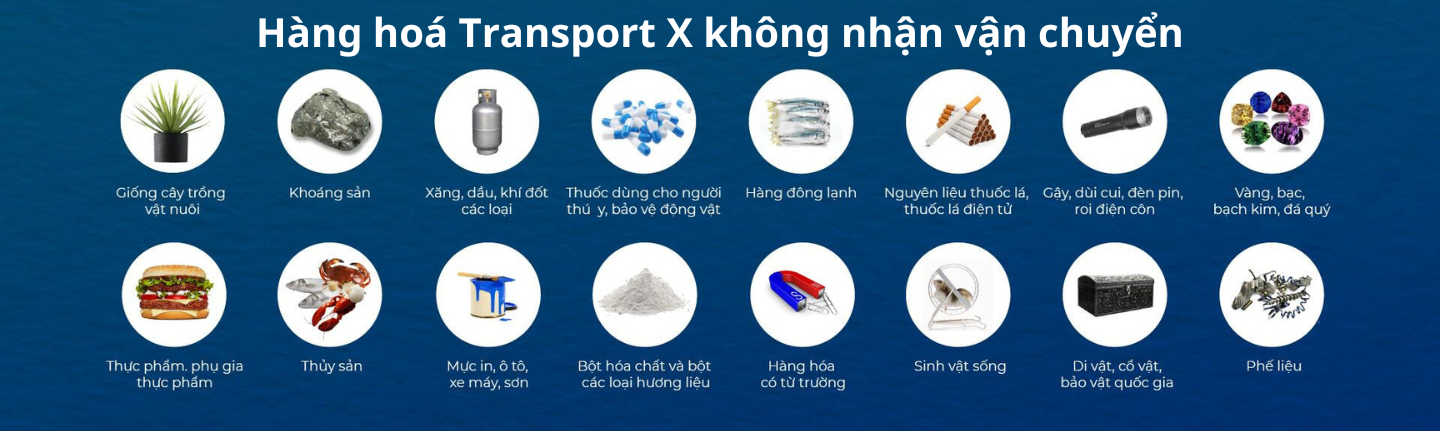 Hàng hoá Transport X không nhận vận chuyển
Giống cây trồng
vật nuôi
Khoáng sản
Xăng, dầu, khí đốt
các loại
Thuốc dùng cho người
thú y, bảo vệ động vật
Hàng đông lạnh
Nguyên liệu thuốc lá,
thuốc lá điện tử
Gậy, dùi cui, đèn pin,
roi điện côn
Vàng, bạc,
bạch kim, đá quý
Thực phẩm. phụ gia
thực phẩm
Thủy sản
Mực in, ô tô,
xe máy, sơn
Bột hóa chất và bột
các loại hương liệu
S
Hàng hóa
có từ trường
Sinh vật sống
Di vật, cổ vật,
bảo vật quốc gia
Phế liệu